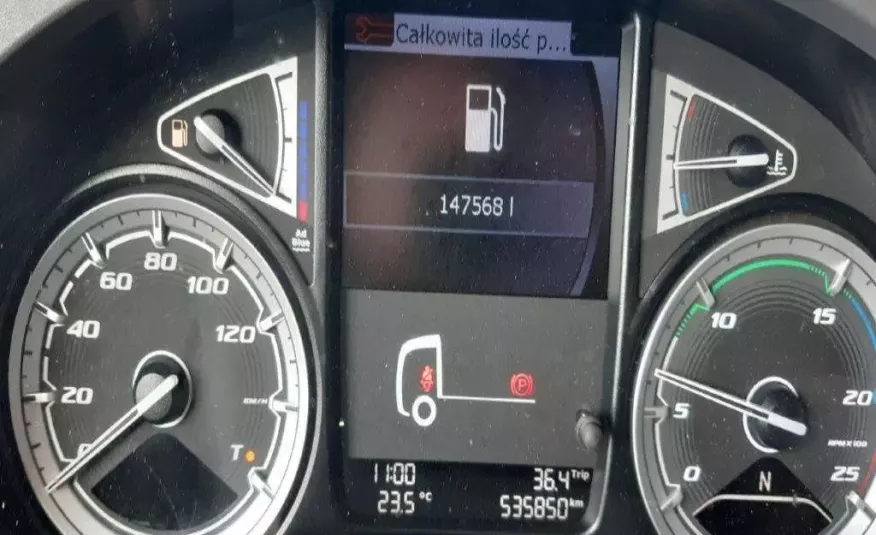 Całkowita ilość p...
147568 l
Ad
Blue
0
20
40
60
80
100
120
KM/H
T
P
11:00
36.4 Trip
23.5 °C
535850 km
0
5
10
15
20
25
RPM X 100
N